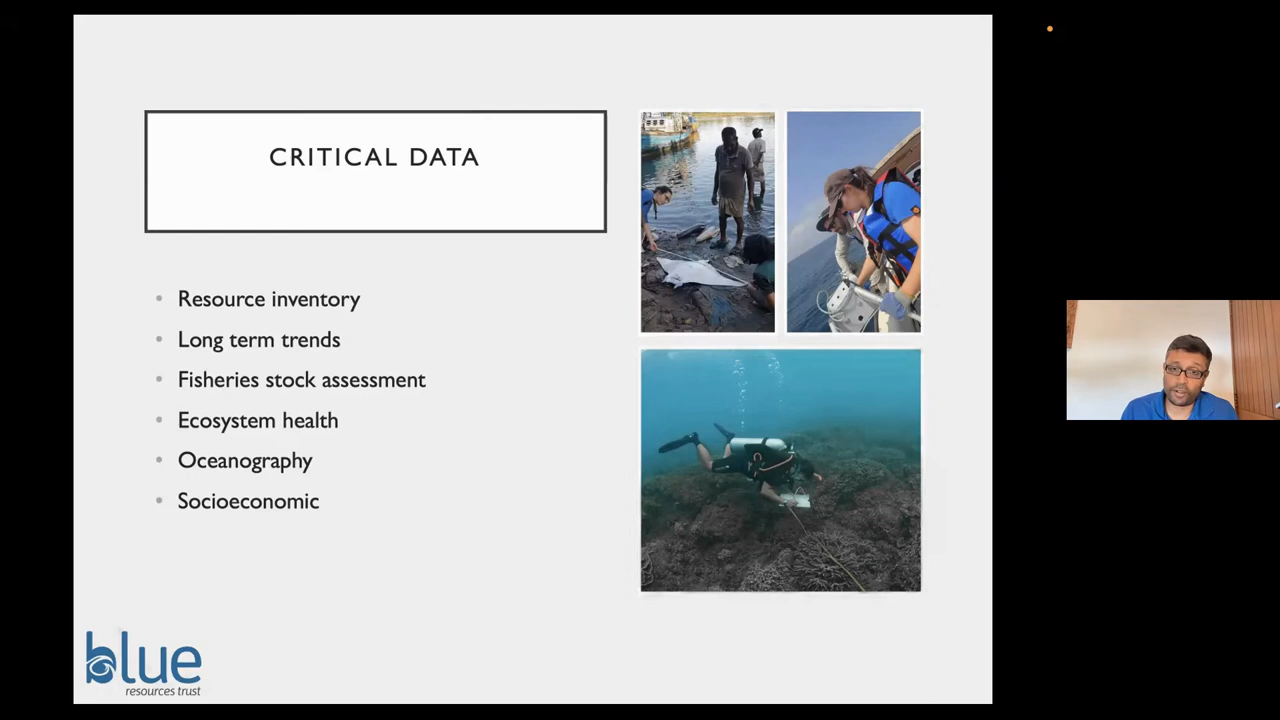 CRITICAL DATA
Resource inventory
Long term trends
Fisheries stock assessment
Ecosystem health
Oceanography
Socioeconomic
blue
resources trust